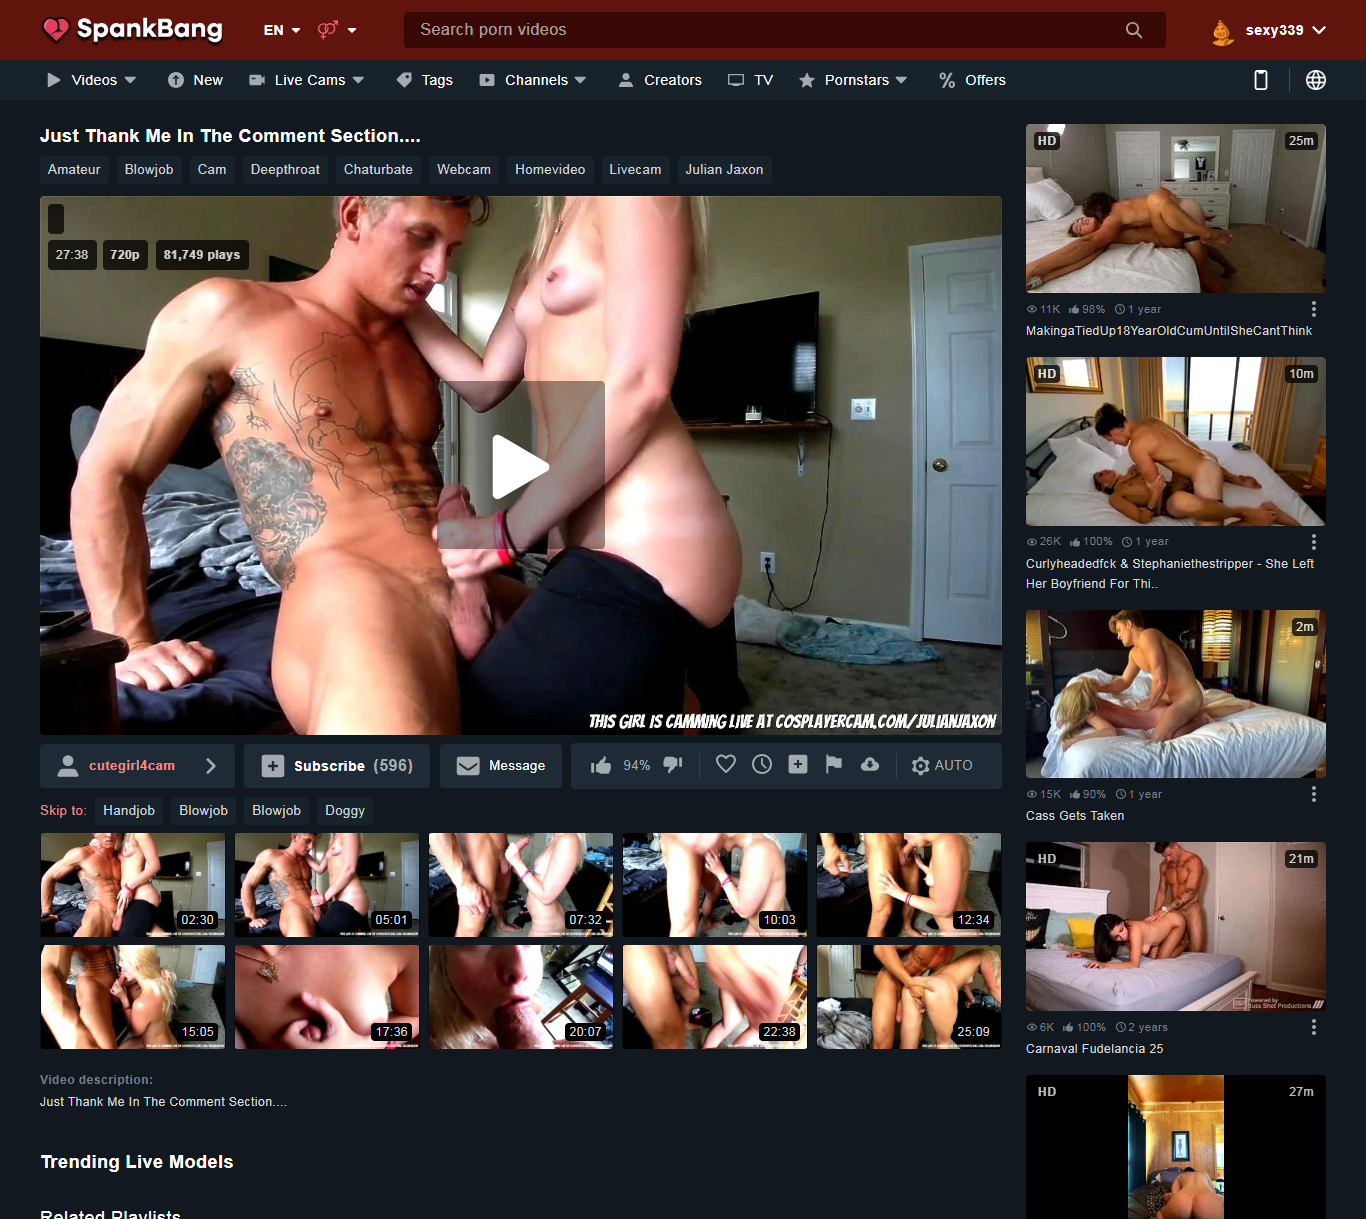 SpankBang
EN
Search porn videos
sexy339
Videos
New
Live Cams
Tags
Channels
Creators
TV
Pornstars
Offers
Just Thank Me In The Comment Section....
Amateur
Blowjob
Cam
Deepthroat
Chaturbate
Webcam
Homevideo
Livecam
Julian Jaxon
27:38
720p
81,749 plays
THIS GIRL IS CAMMING LIVE AT COSPLAYERCAM.COM/JULIANJAXON
cutegirl4cam
Subscribe (596)
Message
94%
AUTO
Skip to:
Handjob
Blowjob
Blowjob
Doggy
02:30
05:01
07:32
10:03
12:34
15:05
17:36
20:07
22:38
25:09
Video description:
Just Thank Me In The Comment Section....
Trending Live Models
Related Playlists
HD
25m
11K 98% 1 year
MakingaTiedUp18YearOldCumUntilSheCantThink
HD
10m
26K 100% 1 year
Curlyheadedfck & Stephaniethestripper - She Left
Her Boyfriend For Thi..
2m
15K 90% 1 year
Cass Gets Taken
HD
21m
Powered by
Buss Shot Productions
6K 100% 2 years
Carnaval Fudelancia 25
HD
27m